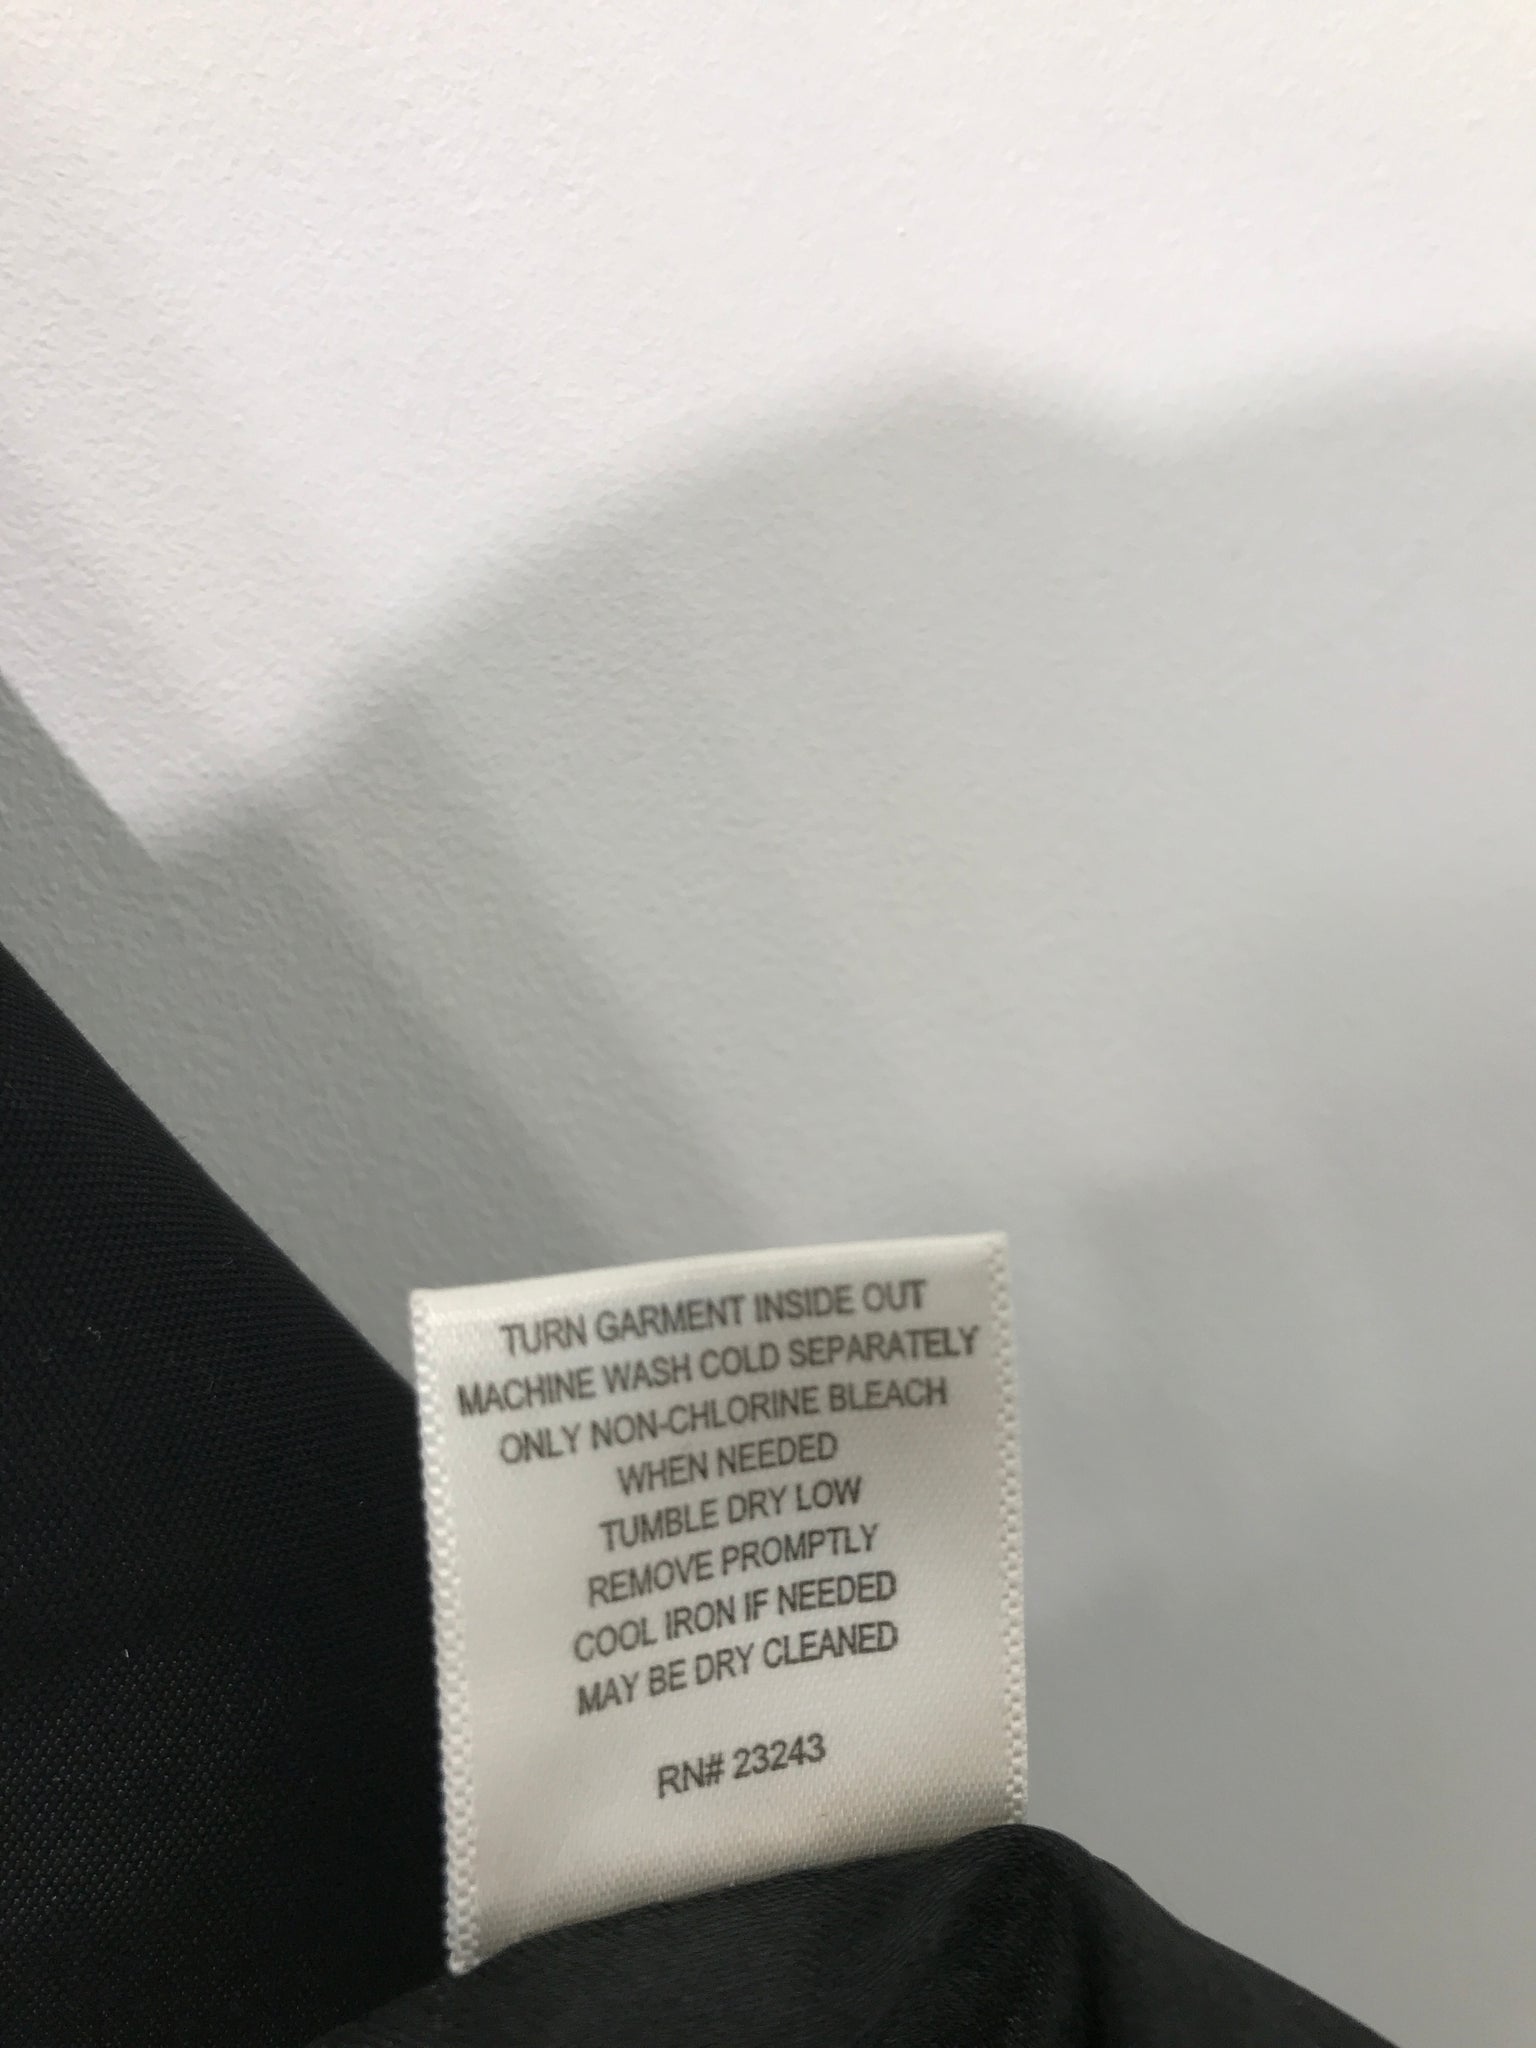 TURN GARMENT INSIDE OUT
MACHINE WASH COLD SEPARATELY
ONLY NON-CHLORINE BLEACH
WHEN NEEDED
TUMBLE DRY LOW
REMOVE PROMPTLY
COOL IRON IF NEEDED
MAY BE DRY CLEANED
RN# 23243